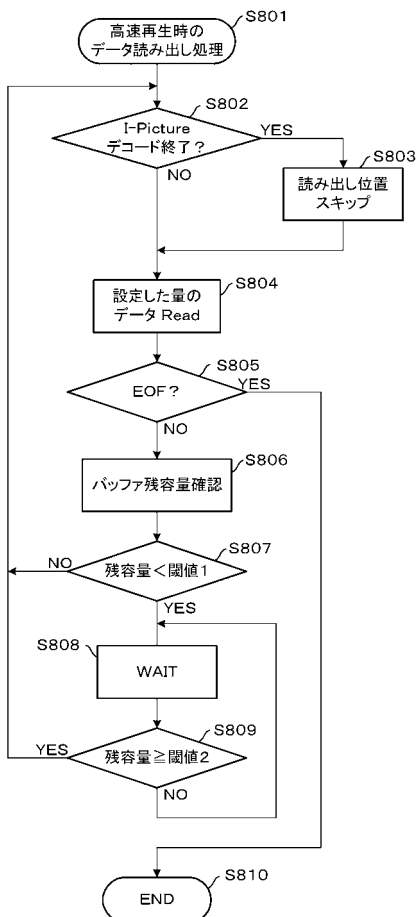 S801
高速再生時の
データ読み出し処理
S802
I-Picture
デコード終了？
YES
NO
S803
読み出し位置
スキップ
S804
設定した量の
データ Read
S805
EOF？
YES
NO
S806
バッファ残容量確認
S807
残容量＜閾値1
NO
YES
S808
WAIT
S809
残容量≧閾値2
YES
NO
S810
END